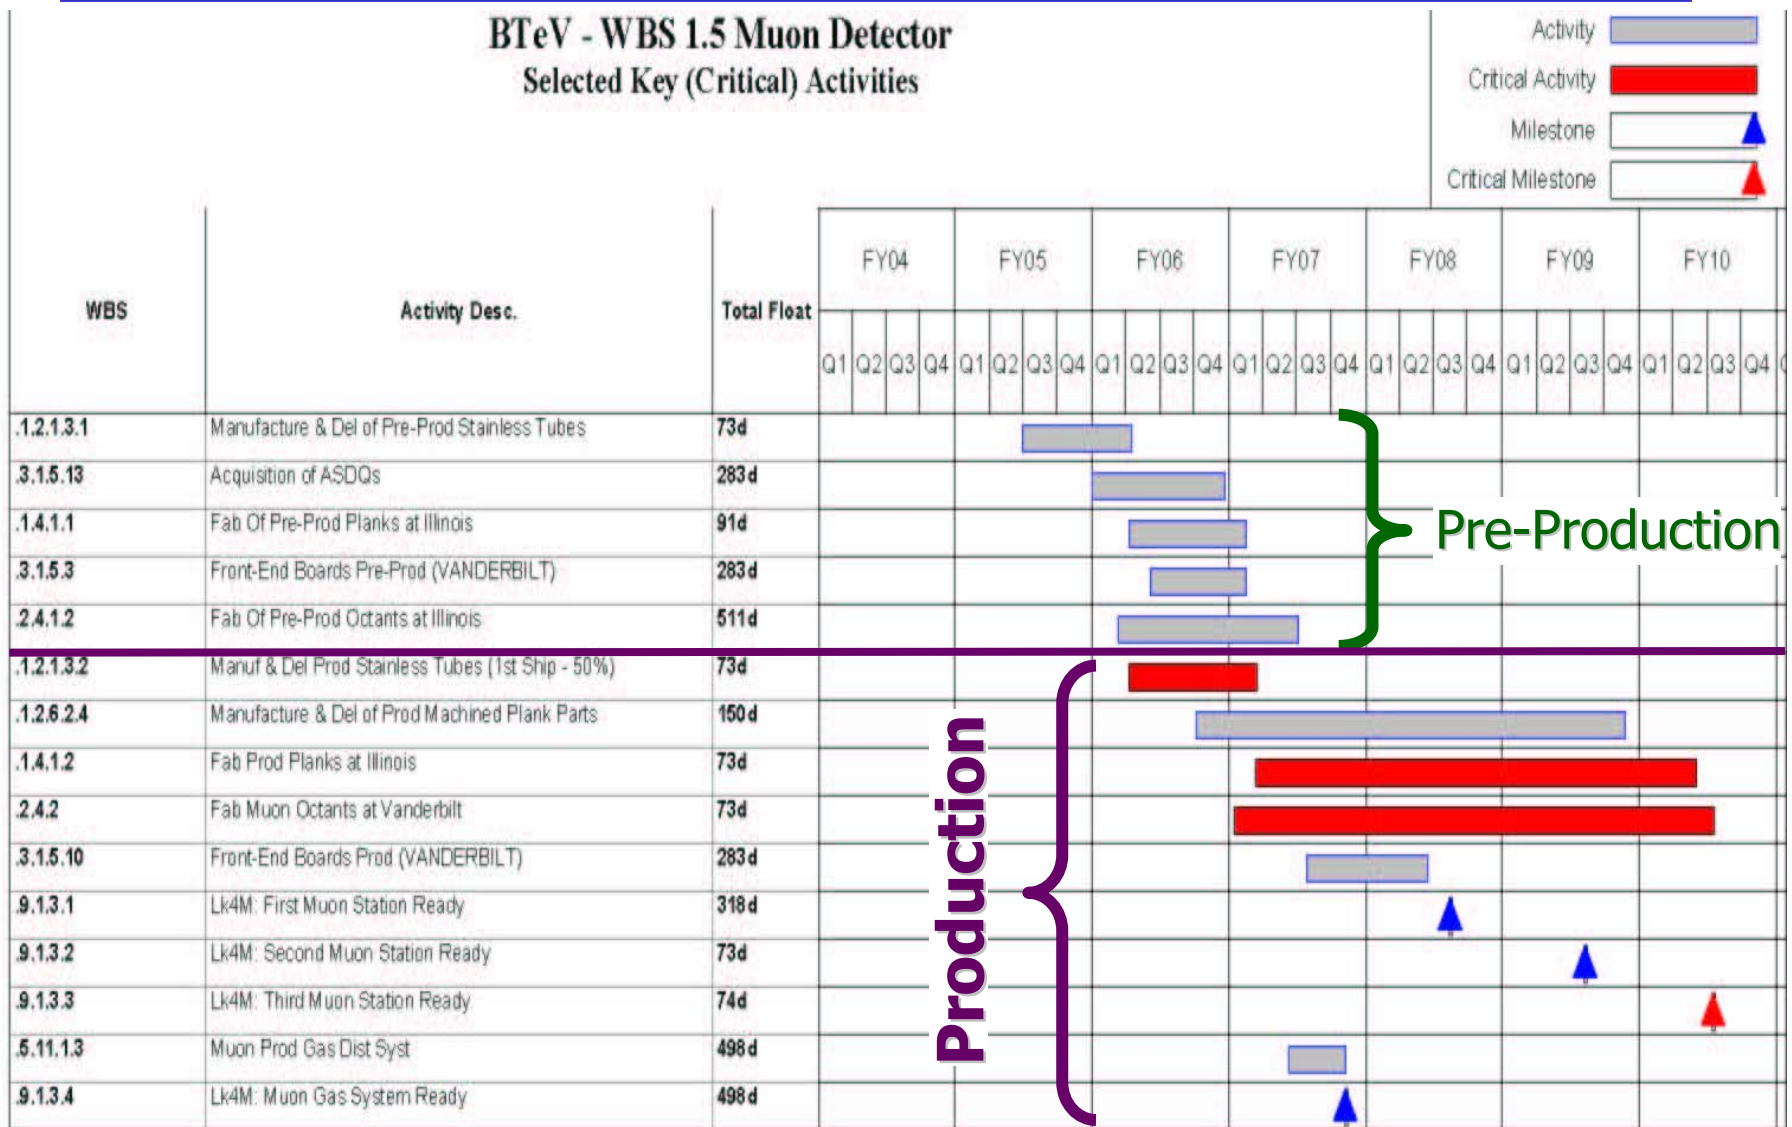 BTeV - WBS 1.5 Muon Detector
Selected Key (Critical) Activities
Activity
Critical Activity
Milestone
Critical Milestone
WBS Activity Desc. Total Float FY04 FY05 FY06 FY07 FY08 FY09 FY10
Q1 Q2 Q3 Q4 Q1 Q2 Q3 Q4 Q1 Q2 Q3 Q4 Q1 Q2 Q3 Q4 Q1 Q2 Q3 Q4 Q1 Q2 Q3 Q4 Q1 Q2 Q3 Q4
.1.2.1.3.1 Manufacture & Del of Pre-Prod Stainless Tubes 73d
.3.1.5.13 Acquisition of ASDQs 283d
.1.4.1.1 Fab Of Pre-Prod Planks at Illinois 91d
.3.1.5.3 Front-End Boards Pre-Prod (VANDERBILT) 283d
.2.4.1.2 Fab Of Pre-Prod Octants at Illinois 511d
Pre-Production
.1.2.1.3.2 Manuf & Del Prod Stainless Tubes (1st Ship - 50%) 73d
.1.2.6.2.4 Manufacture & Del of Prod Machined Plank Parts 150d
.1.4.1.2 Fab Prod Planks at Illinois 73d
.2.4.2 Fab Muon Octants at Vanderbilt 73d
.3.1.5.10 Front-End Boards Prod (VANDERBILT) 283d
.9.1.3.1 Lk4M: First Muon Station Ready 318d
.9.1.3.2 Lk4M: Second Muon Station Ready 73d
.9.1.3.3 Lk4M: Third Muon Station Ready 74d
.5.11.1.3 Muon Prod Gas Dist Syst 498d
.9.1.3.4 Lk4M: Muon Gas System Ready 498d
Production